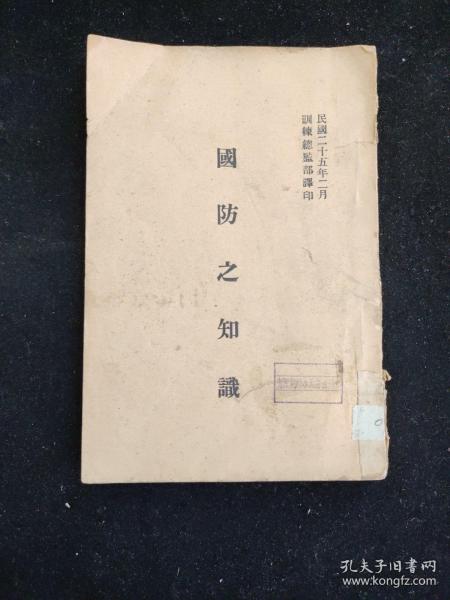 民國二十五年二月
訓練總監部譯印
國防之知識
0
孔夫子旧书网
www.kongfz.com